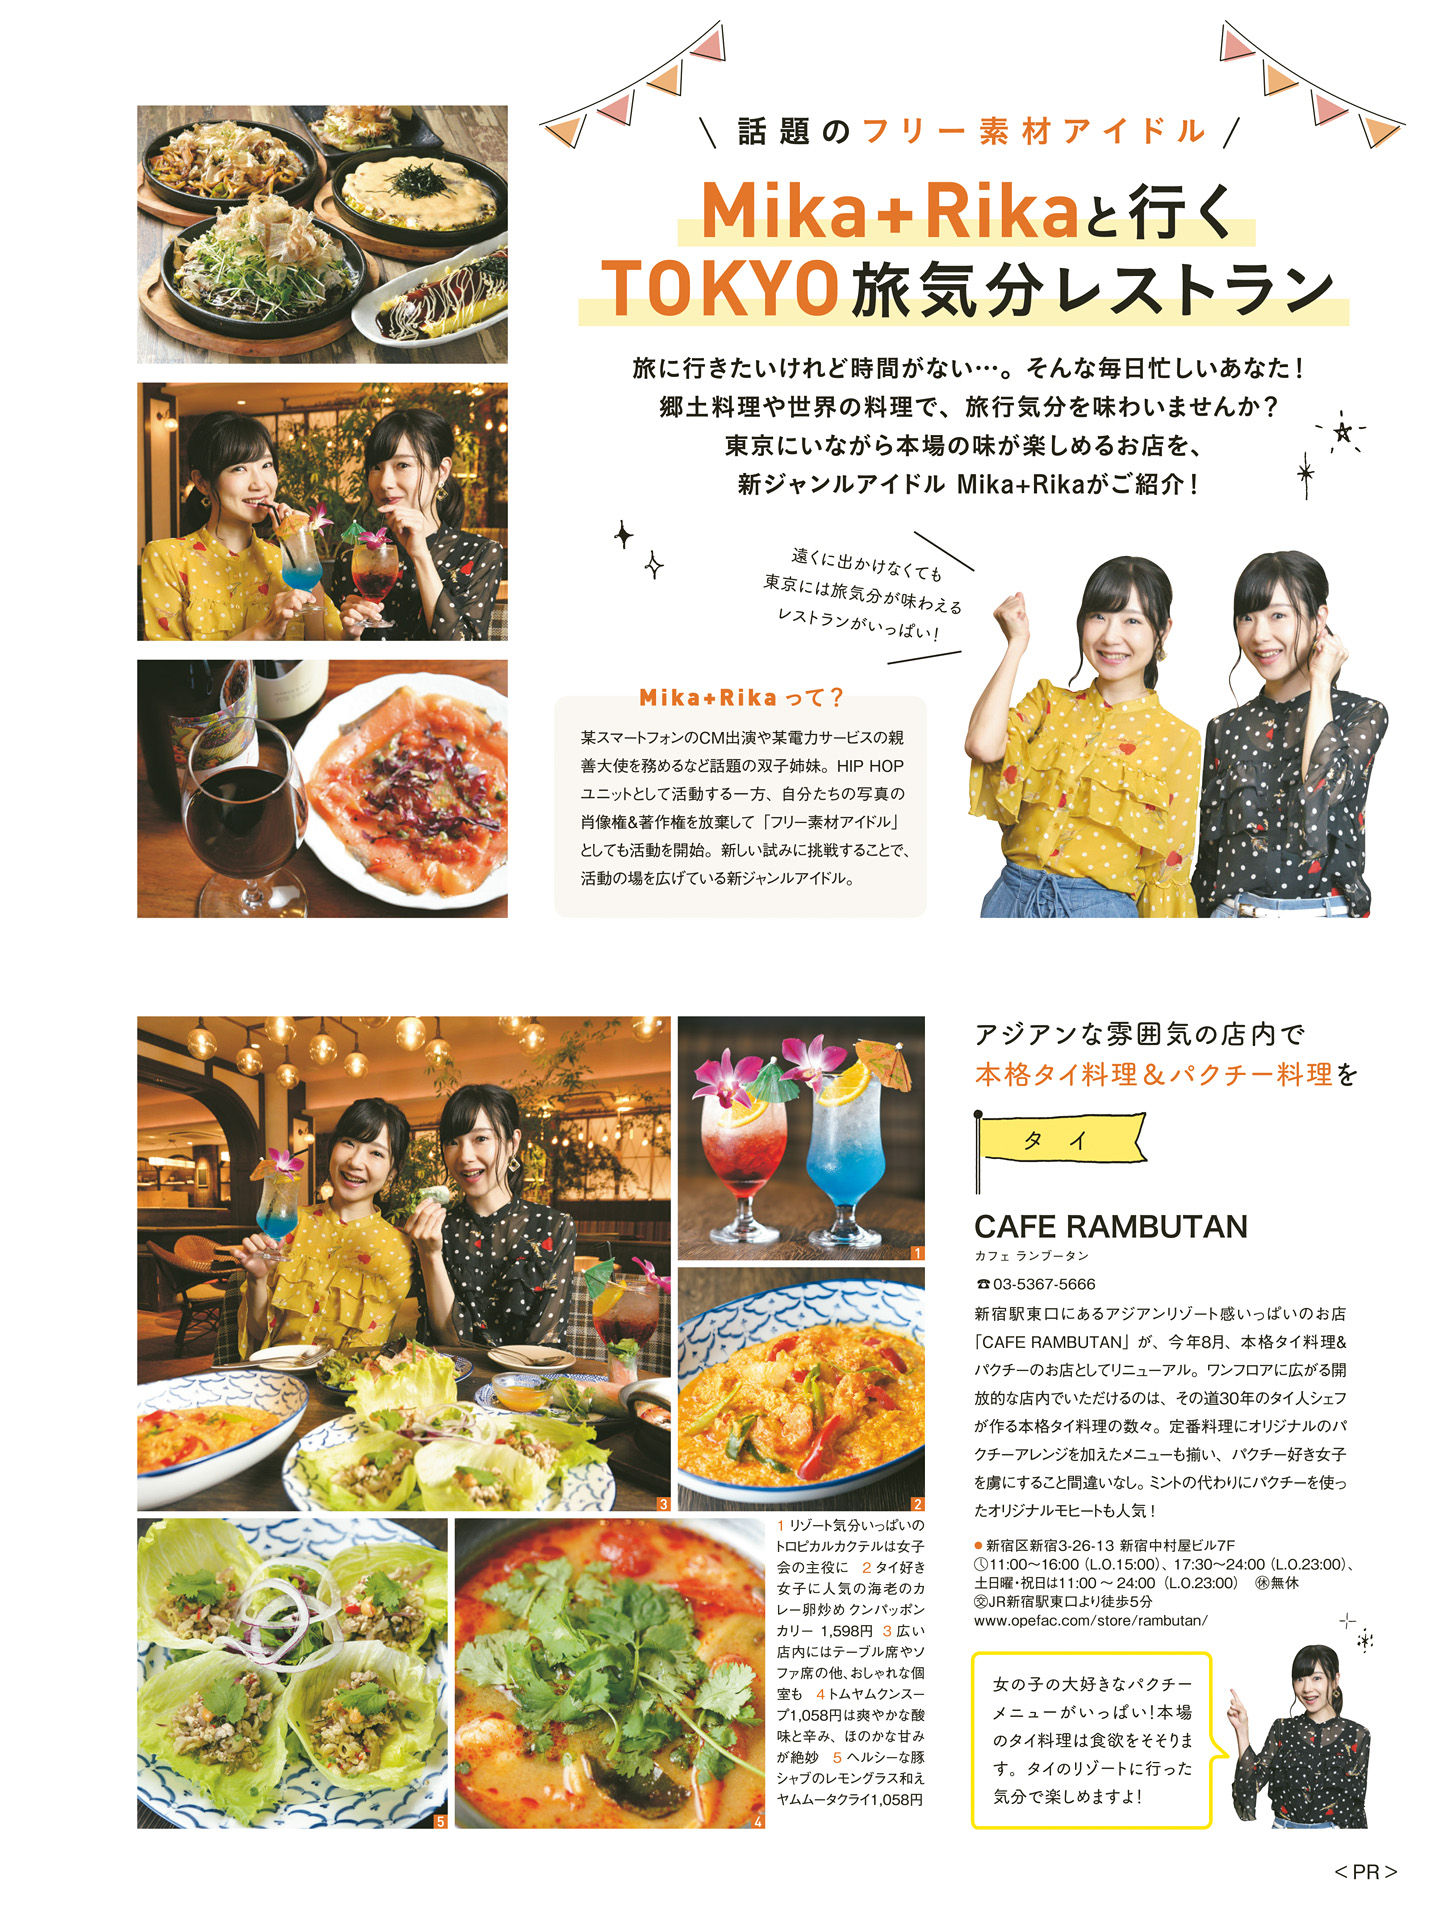 話題のフリー素材アイドル
Mika+Rikaと行く
TOKYO旅気分レストラン
旅に行きたいけれど時間がない…。そんな毎日忙しいあなた！
郷土料理や世界の料理で、旅行気分を味わいませんか？
東京にいながら本場の味が楽しめるお店を、
新ジャンルアイドル Mika+Rikaがご紹介！
遠くに出かけなくても
東京には旅気分が味わえる
レストランがいっぱい！
Mika+Rikaって？
某スマートフォンのCM出演や某電力サービスの親
善大使を務めるなど話題の双子姉妹。HIP HOP
ユニットとして活動する一方、自分たちの写真の
肖像権&著作権を放棄して「フリー素材アイドル」
としても活動を開始。新しい試みに挑戦することで、
活動の場を広げている新ジャンルアイドル。
アジアンな雰囲気の店内で
本格タイ料理＆パクチー料理を
タイ
CAFE RAMBUTAN
カフェ ランブータン
☎03-5367-5666
新宿駅東口にあるアジアンリゾート感いっぱいのお店
「CAFE RAMBUTAN」が、今年8月、本格タイ料理&
パクチーのお店としてリニューアル。ワンフロアに広がる開
放的な店内でいただけるのは、その道30年のタイ人シェフ
が作る本格タイ料理の数々。定番料理にオリジナルのパ
クチーアレンジを加えたメニューも揃い、パクチー好き女子
を虜にすること間違いなし。ミントの代わりにパクチーを使っ
たオリジナルモヒートも人気！
●新宿区新宿3-26-13 新宿中村屋ビル7F
11:00～16:00（L.O.15:00）、17:30～24:00（L.O.23:00）、
土日曜・祝日は11:00～24:00（L.O.23:00）　㊡無休
交JR新宿駅東口より徒歩5分
www.opefac.com/store/rambutan/
1
2
3
4
5
1 リゾート気分いっぱいの
トロピカルカクテルは女子
会の主役に　2 タイ好き
女子に人気の海老のカ
レー卵炒め クンパッポン
カリー 1,598円　3 広い
店内にはテーブル席やソ
ファ席の他、おしゃれな個
室も　4 トムヤムクンスー
プ1,058円は爽やかな酸
味と辛み、ほのかな甘み
が絶妙　5 ヘルシーな豚
シャブのレモングラス和え
ヤムムータクライ1,058円
女の子の大好きなパクチー
メニューがいっぱい！本場
のタイ料理は食欲をそそりま
す。タイのリゾートに行った
気分で楽しめますよ！
＜PR＞